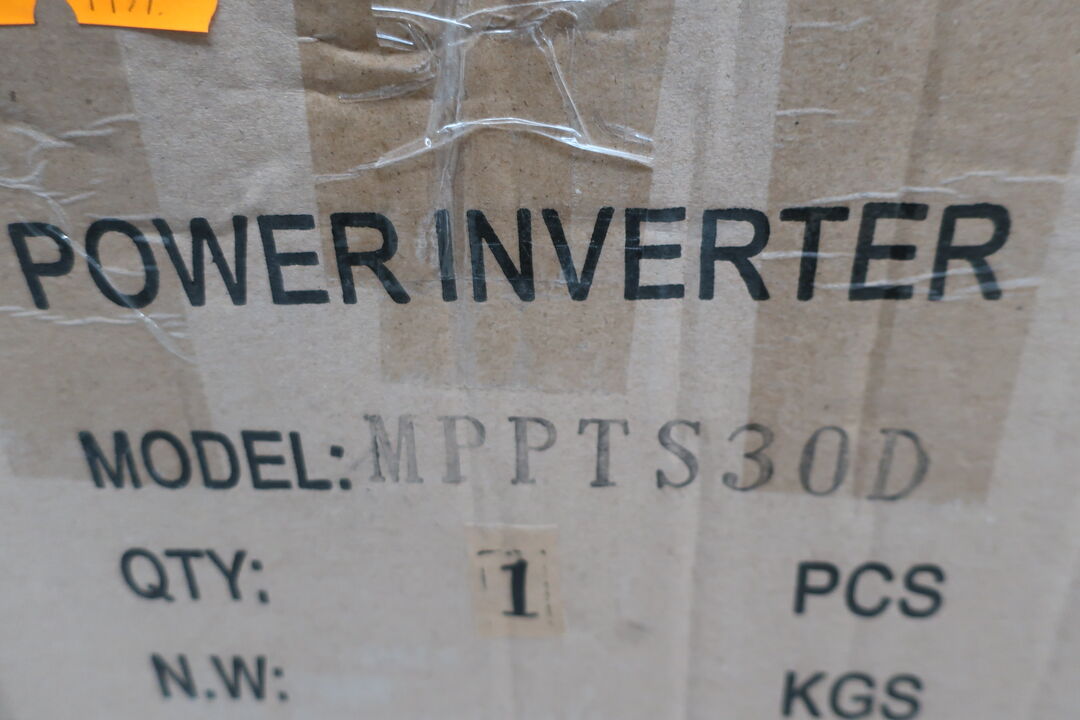 POWER INVERTER
MODEL: MPPTS30D
QTY: 1 PCS
N.W: KGS